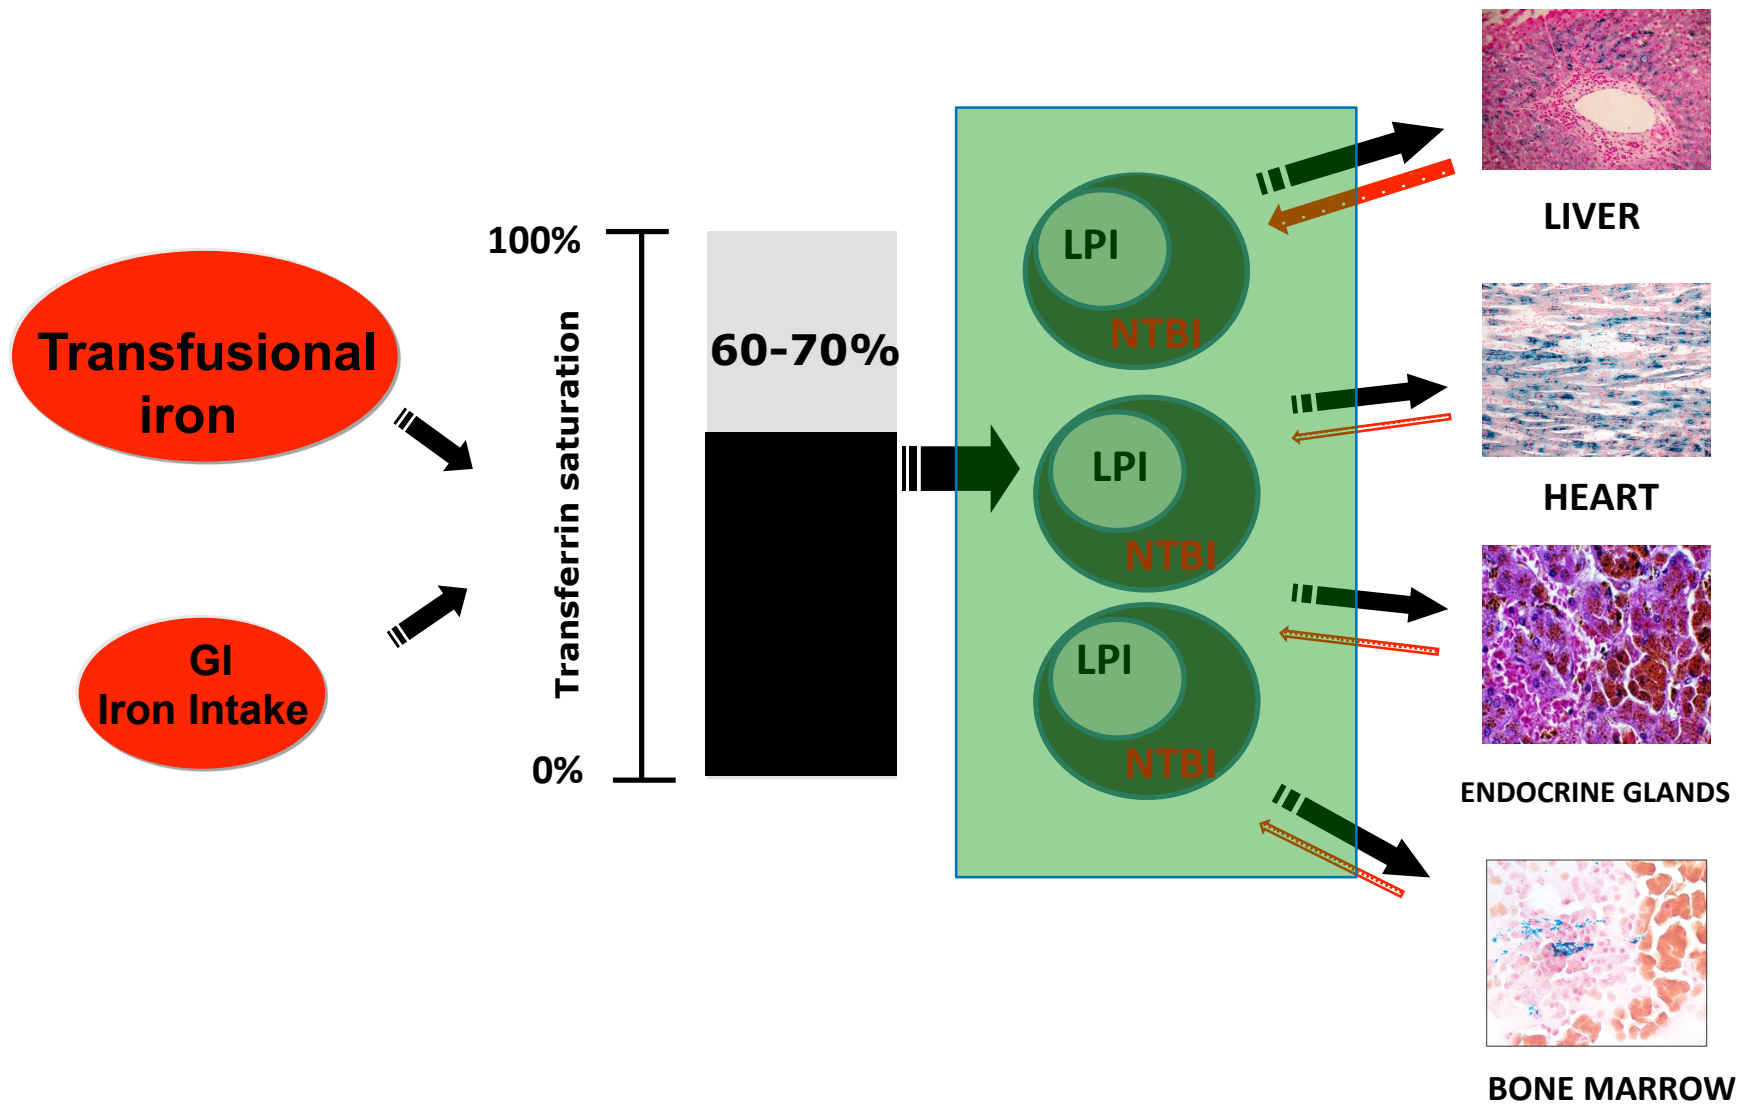 Transfusional
iron
GI
Iron Intake
100%
Transferrin saturation
0%
60-70%
LPI
NTBI
LPI
NTBI
LPI
NTBI
LIVER
HEART
ENDOCRINE GLANDS
BONE MARROW